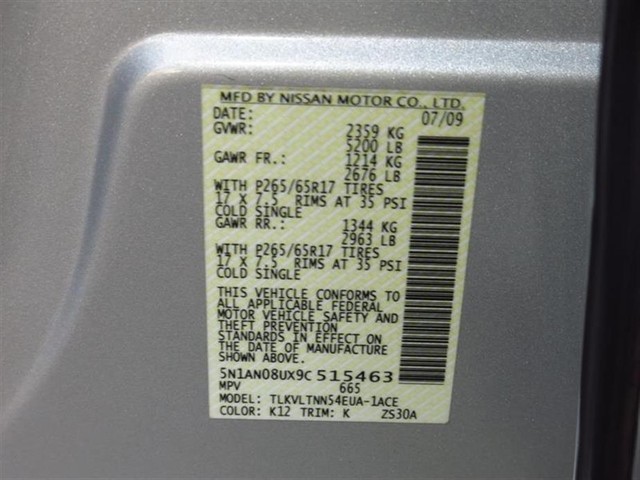 MFD BY NISSAN MOTOR CO., LTD.
DATE: 07/09
GVWR: 2359 KG
5200 LB
GAWR FR.: 1214 KG
2676 LB
WITH P265/65R17 TIRES
17 X 7.5 RIMS AT 35 PSI
COLD SINGLE
GAWR RR.: 1344 KG
2963 LB
WITH P265/65R17 TIRES
17 X 7.5 RIMS AT 35 PSI
COLD SINGLE
THIS VEHICLE CONFORMS TO
ALL APPLICABLE FEDERAL
MOTOR VEHICLE SAFETY AND
THEFT PREVENTION
STANDARDS IN EFFECT ON
THE DATE OF MANUFACTURE
SHOWN ABOVE.
5N1AN08UX9C515463
MPV 665
MODEL: TLKVLTNN54EUA-1ACE
COLOR: K12 TRIM: K ZS30A